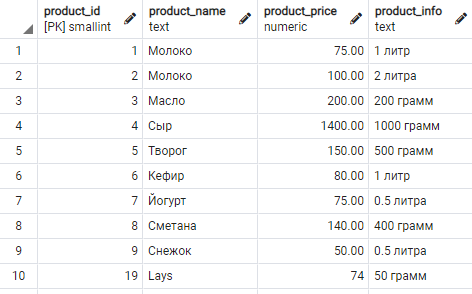 product_id product_name product_price product_info
[PK] smallint text numeric text
1 1 Молоко 75.00 1 литр
2 2 Молоко 100.00 2 литра
3 3 Масло 200.00 200 грамм
4 4 Сыр 1400.00 1000 грамм
5 5 Творог 150.00 500 грамм
6 6 Кефир 80.00 1 литр
7 7 Йогурт 75.00 0.5 литра
8 8 Сметана 140.00 400 грамм
9 9 Снежок 50.00 0.5 литра
10 19 Lays 74 50 грамм